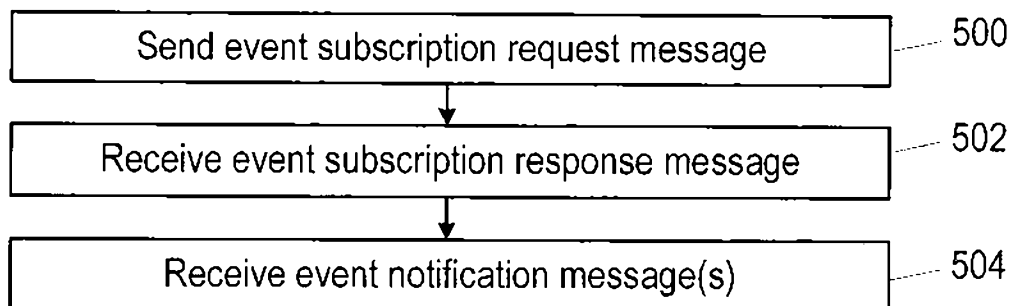 Send event subscription request message 500
Receive event subscription response message 502
Receive event notification message(s) 504